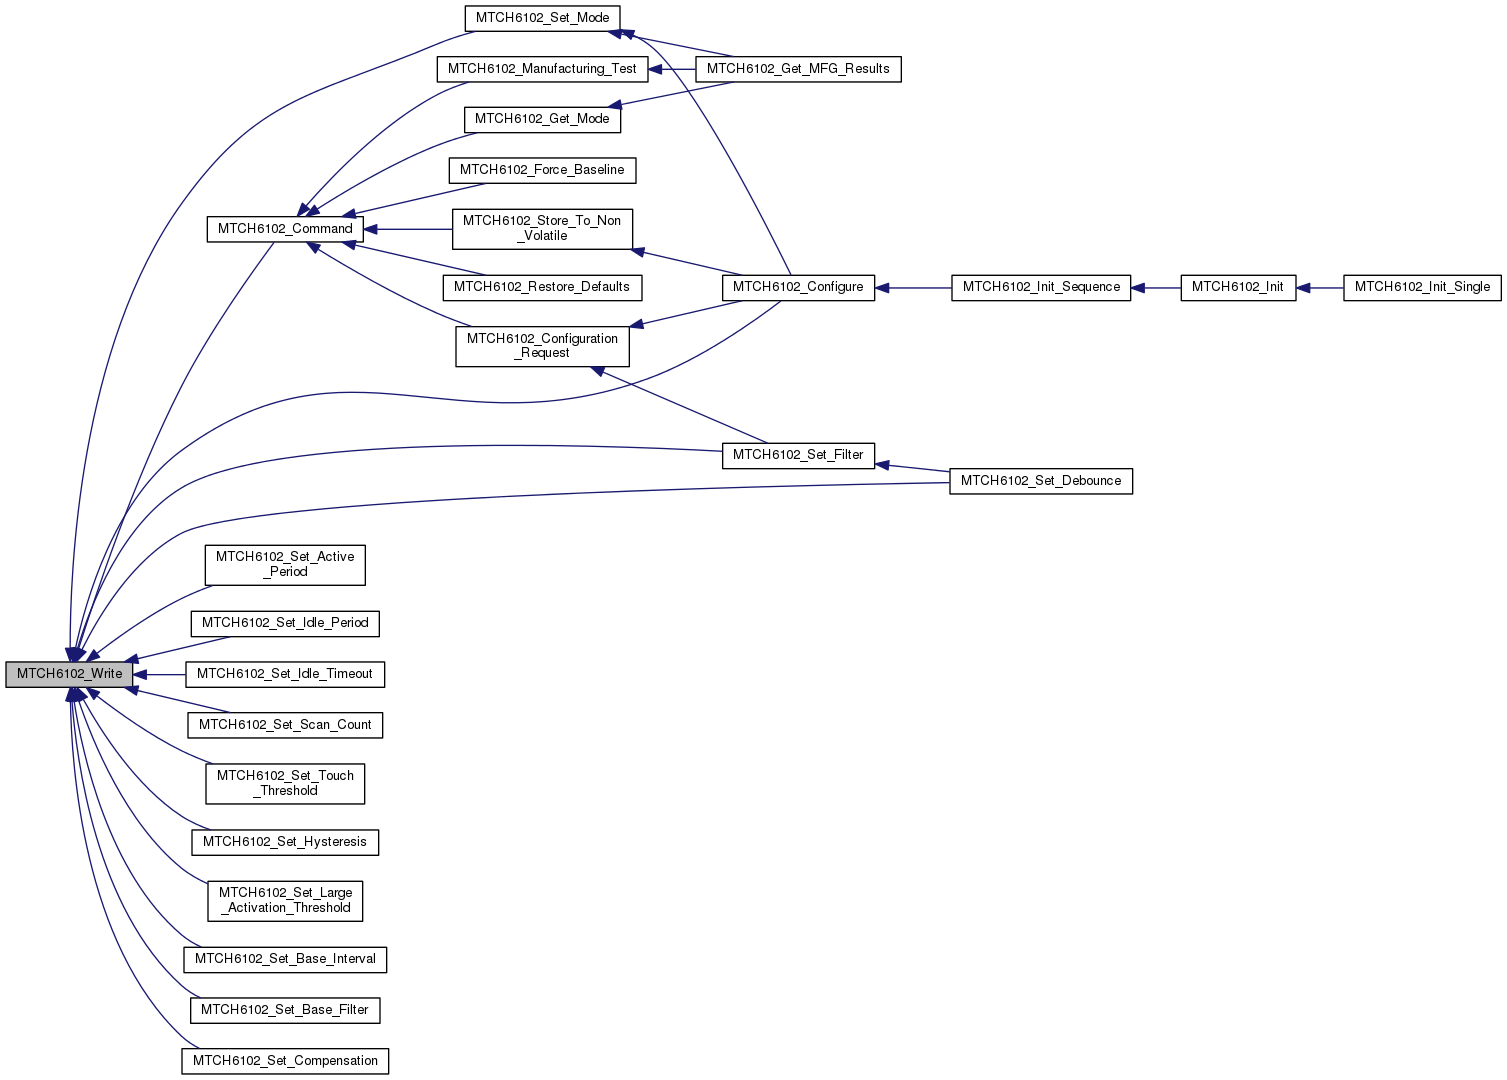 MTCH6102_Set_Mode
MTCH6102_Manufacturing_Test
MTCH6102_Get_MFG_Results
MTCH6102_Get_Mode
MTCH6102_Force_Baseline
MTCH6102_Command
MTCH6102_Store_To_Non
_Volatile
MTCH6102_Restore_Defaults
MTCH6102_Configure
MTCH6102_Init_Sequence
MTCH6102_Init
MTCH6102_Init_Single
MTCH6102_Configuration
_Request
MTCH6102_Set_Filter
MTCH6102_Set_Debounce
MTCH6102_Set_Active
_Period
MTCH6102_Set_Idle_Period
MTCH6102_Write
MTCH6102_Set_Idle_Timeout
MTCH6102_Set_Scan_Count
MTCH6102_Set_Touch
_Threshold
MTCH6102_Set_Hysteresis
MTCH6102_Set_Large
_Activation_Threshold
MTCH6102_Set_Base_Interval
MTCH6102_Set_Base_Filter
MTCH6102_Set_Compensation